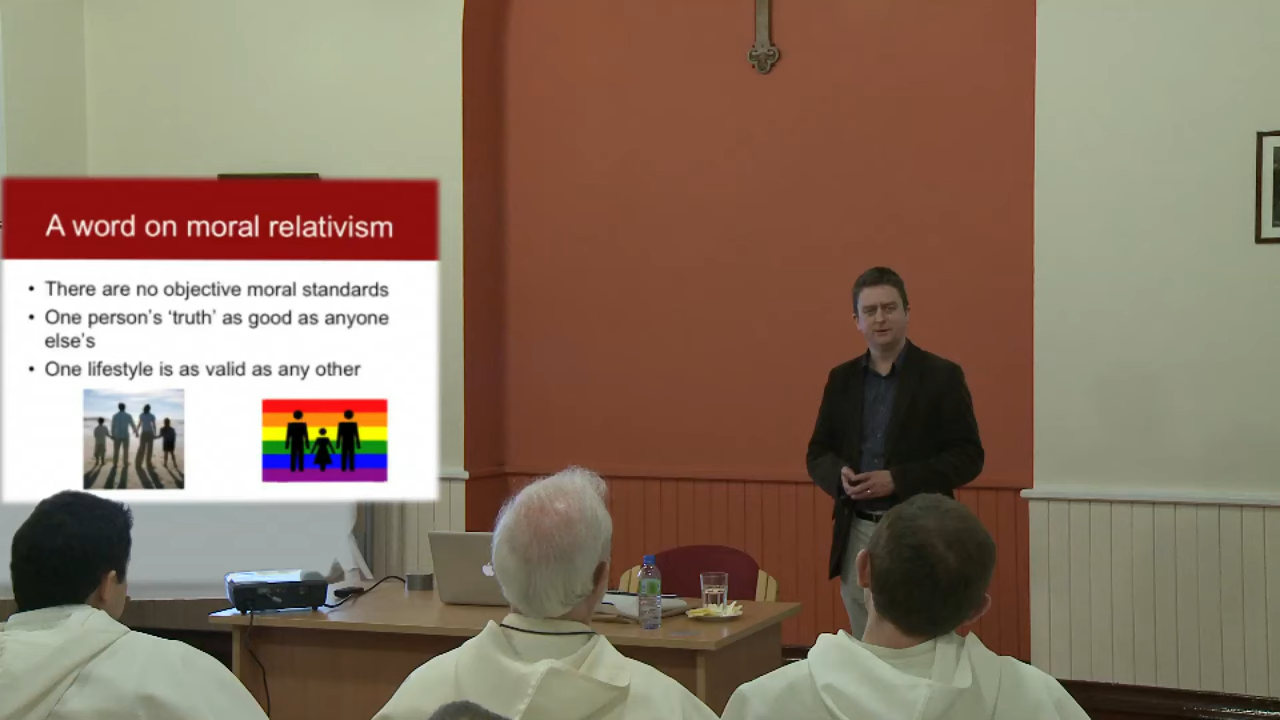 A word on moral relativism
• There are no objective moral standards
• One person's 'truth' as good as anyone
else's
• One lifestyle is as valid as any other